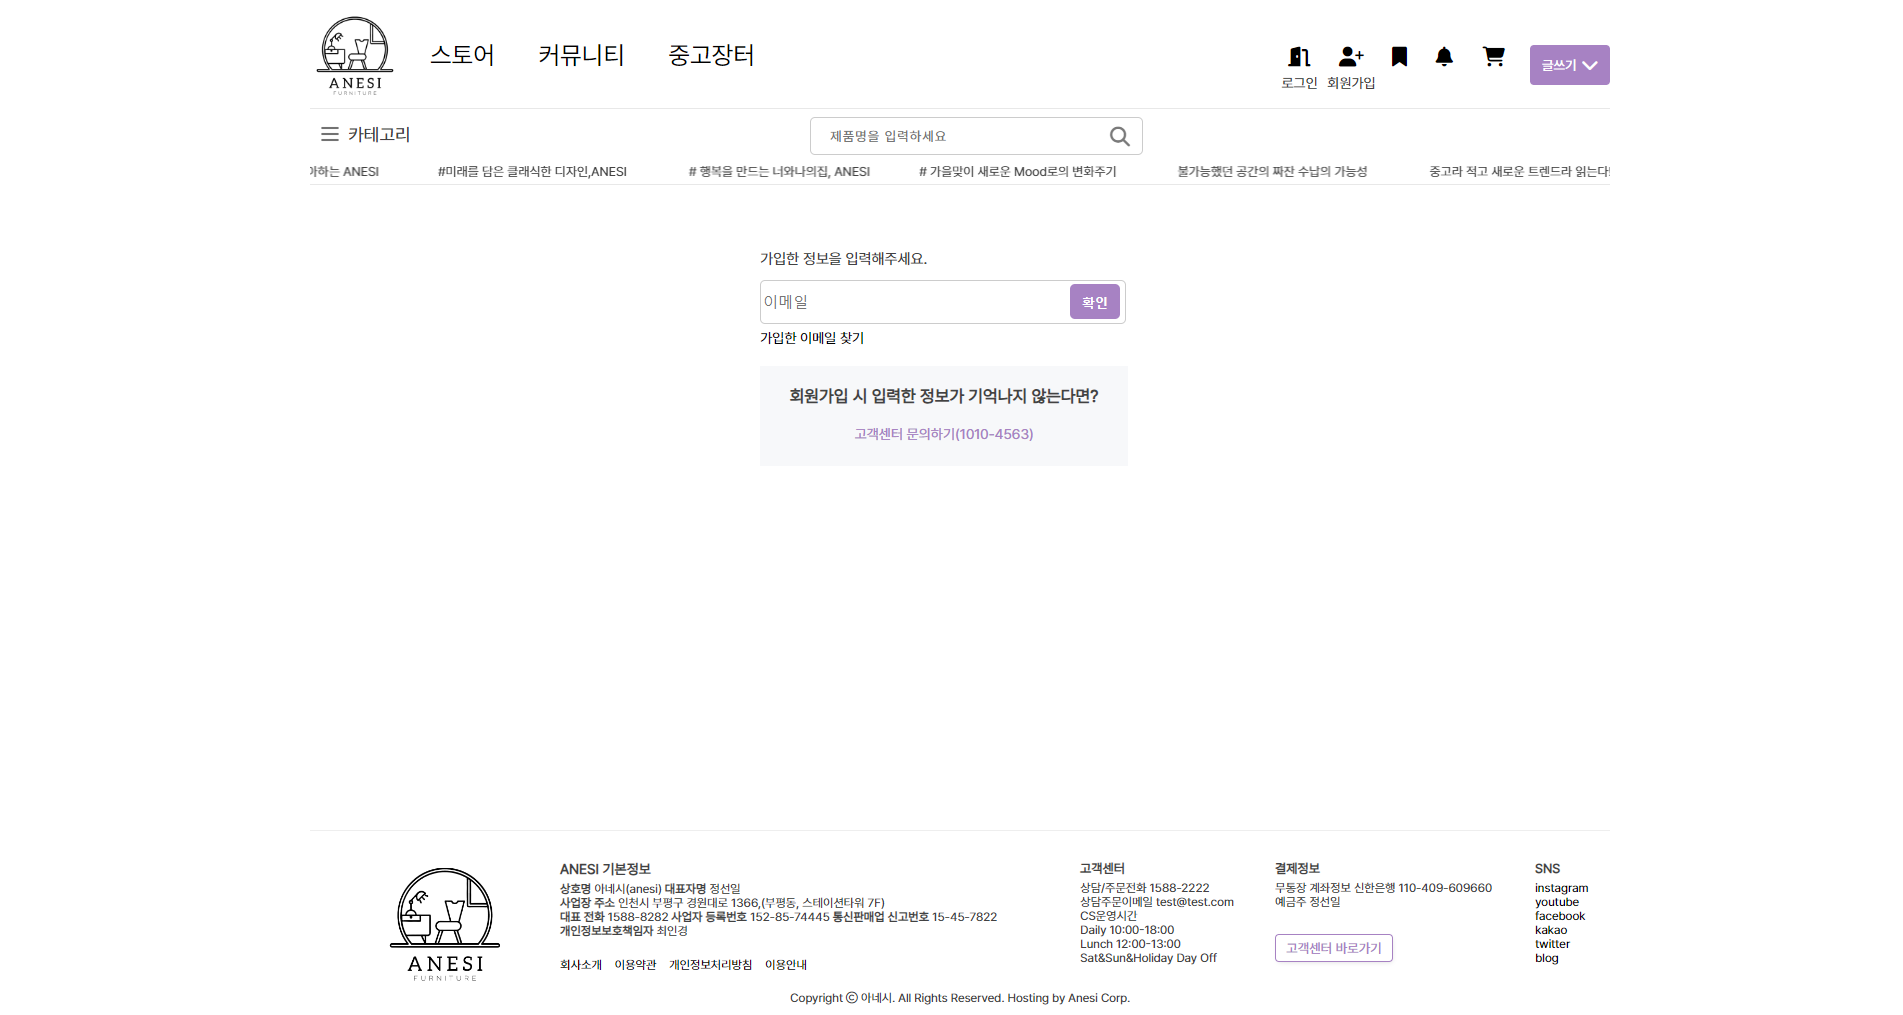 ANESI
FURNITURE
스토어
커뮤니티
중고장터
로그인
회원가입
글쓰기
카테고리
제품명을 입력하세요
아하는 ANESI
#미래를 담은 클래식한 디자인,ANESI
# 행복을 만드는 너와나의집, ANESI
# 가을맞이 새로운 Mood로의 변화주기
불가능했던 공간의 짜잔 수납의 가능성
중고라 적고 새로운 트렌드라 읽는다!
가입한 정보을 입력해주세요.
이메일
확인
가입한 이메일 찾기
회원가입 시 입력한 정보가 기억나지 않는다면?
고객센터 문의하기(1010-4563)
ANESI
FURNITURE
ANESI 기본정보
상호명 아네시(anesi) 대표자명 정선일
사업장 주소 인천시 부평구 경원대로 1366,(부평동, 스테이션타워 7F)
대표 전화 1588-8282 사업자 등록번호 152-85-74445 통신판매업 신고번호 15-45-7822
개인정보보호책임자 최인경
회사소개 이용약관 개인정보처리방침 이용안내
고객센터
상담/주문전화 1588-2222
상담주문이메일 test@test.com
CS운영시간
Daily 10:00-18:00
Lunch 12:00-13:00
Sat&Sun&Holiday Day Off
결제정보
무통장 계좌정보 신한은행 110-409-609660
예금주 정선일
고객센터 바로가기
SNS
instagram
youtube
facebook
kakao
twitter
blog
Copyright ⓒ 아네시. All Rights Reserved. Hosting by Anesi Corp.